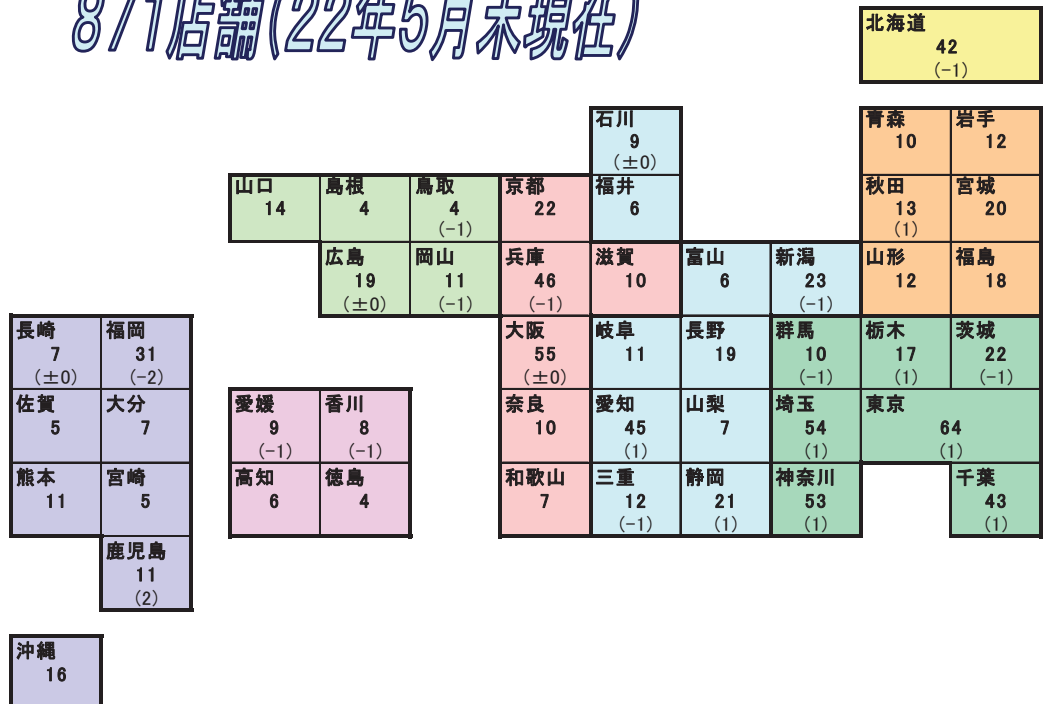 871店舗(22年5月末現在)
北海道
42
(-1)
石川
9
(±0)
青森
10
岩手
12
山口
14
島根
4
鳥取
4
(-1)
京都
22
福井
6
秋田
13
(1)
宮城
20
広島
19
(±0)
岡山
11
(-1)
兵庫
46
(-1)
滋賀
10
富山
6
新潟
23
(-1)
山形
12
福島
18
長崎
7
(±0)
福岡
31
(-2)
大阪
55
(±0)
岐阜
11
長野
19
群馬
10
(-1)
栃木
17
(1)
茨城
22
(-1)
佐賀
5
大分
7
愛媛
9
(-1)
香川
8
(-1)
奈良
10
愛知
45
(1)
山梨
7
埼玉
54
(1)
東京
64
(1)
熊本
11
宮崎
5
高知
6
徳島
4
和歌山
7
三重
12
(-1)
静岡
21
(1)
神奈川
53
(1)
千葉
43
(1)
鹿児島
11
(2)
沖縄
16